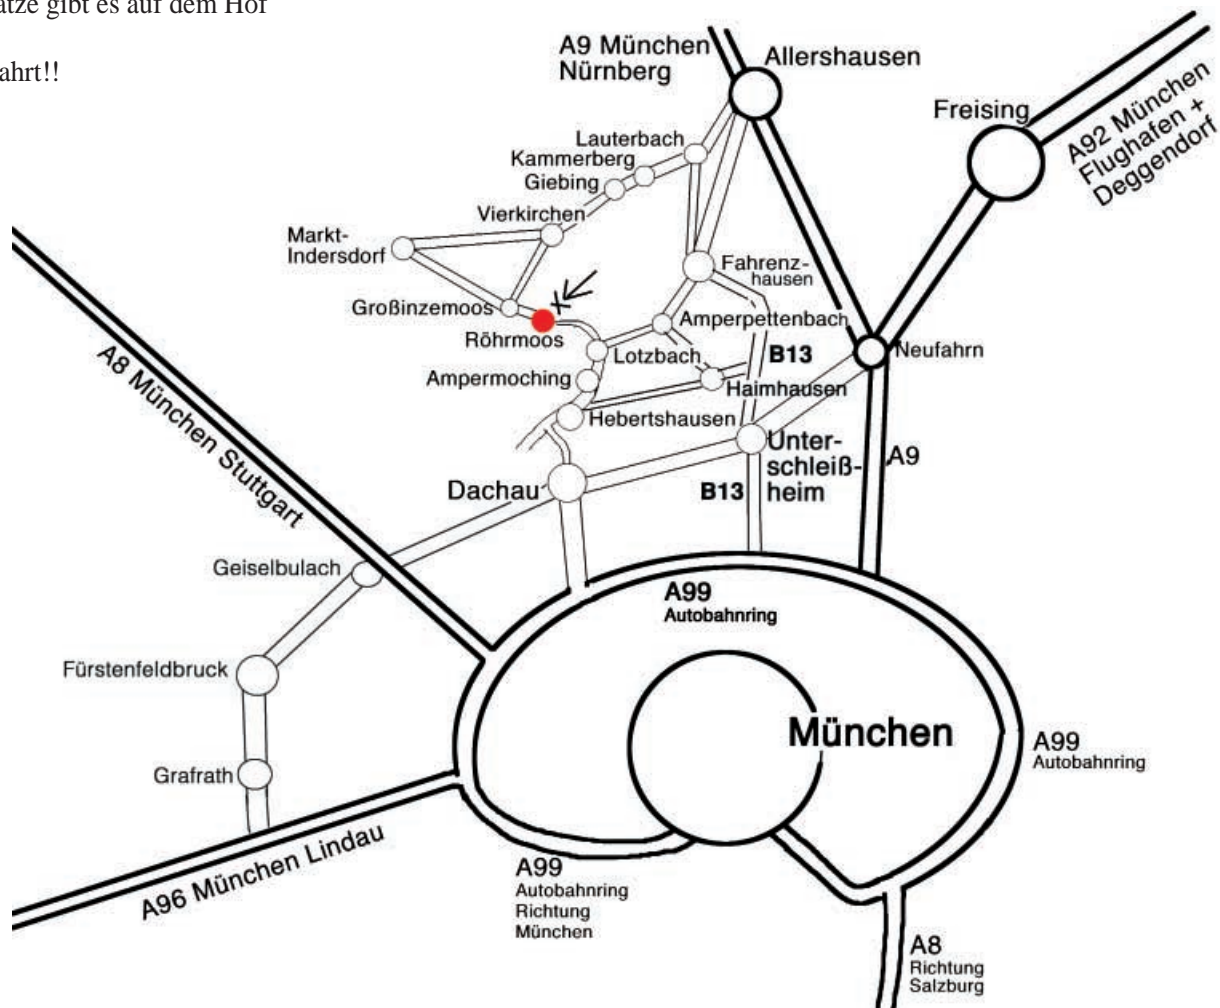 ätze gibt es auf dem Hof
ahrt!!
A9 München
Nürnberg
Allershausen
Freising
A92 München
Flughafen +
Deggendorf
Lauterbach
Kammerberg
Giebing
Vierkirchen
Markt-
Indersdorf
Fahrenz-
hausen
Großinzemoos
Röhrmoos
Amperpettenbach
Lotzbach
B13
Neufahrn
Ampermoching
Haimhausen
Hebertshausen
A8 München Stuttgart
Unter-
schleiß-
heim
A9
Dachau
B13
Geiselbulach
A99
Autobahnring
Fürstenfeldbruck
München
A99
Autobahnring
Grafrath
A96 München Lindau
A99
Autobahnring
Richtung
München
A8
Richtung
Salzburg